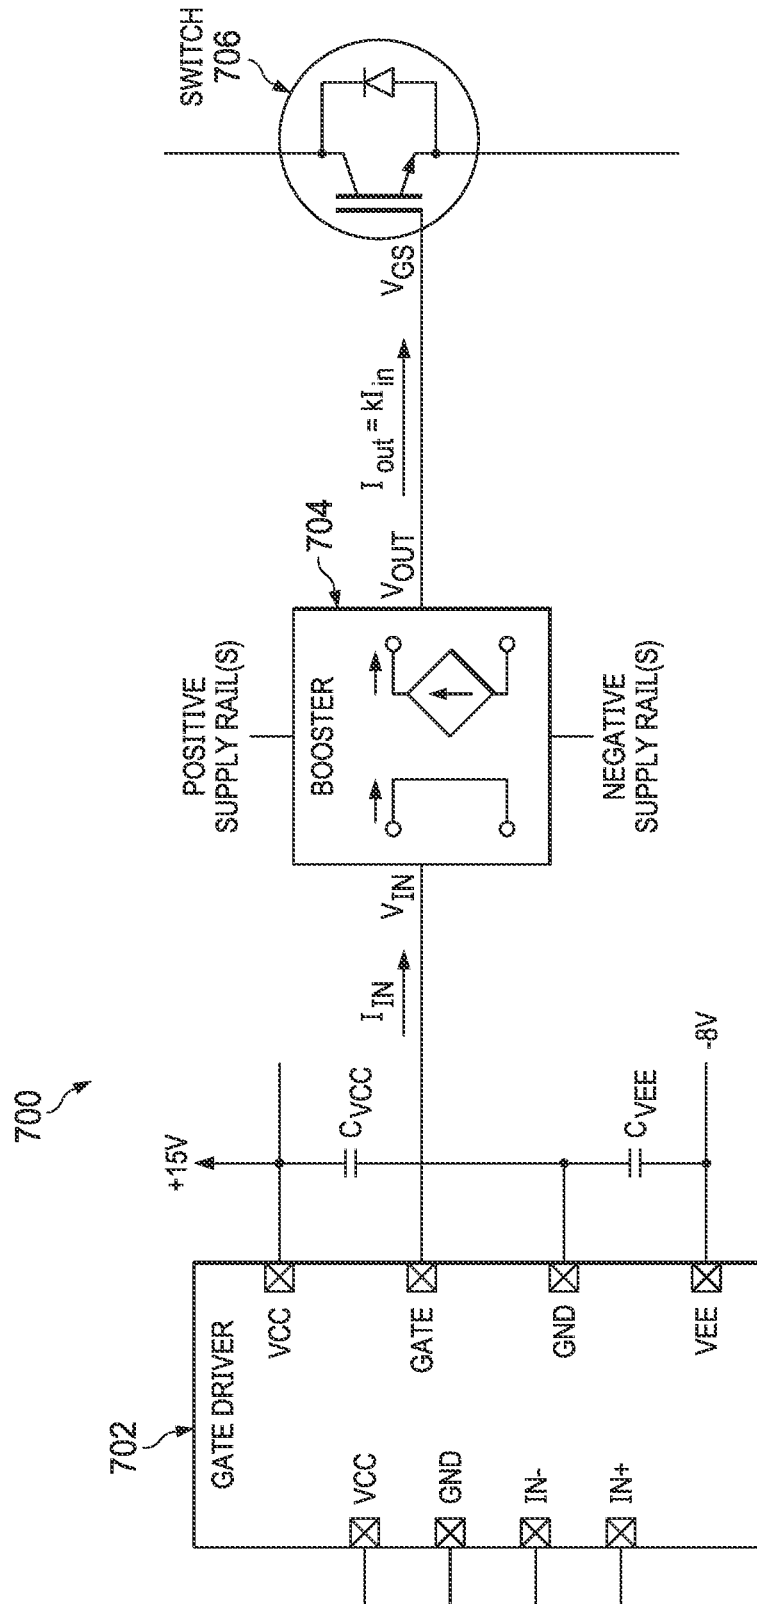 700
702
GATE DRIVER
VCC
GND
IN-
IN+
VCC
GATE
GND
VEE
+15V
CVCC
CVEE
-8V
IIN
VIN
POSITIVE
SUPPLY RAIL(S)
BOOSTER
704
NEGATIVE
SUPPLY RAIL(S)
VOUT
Iout = kIin
VGS
SWITCH
706